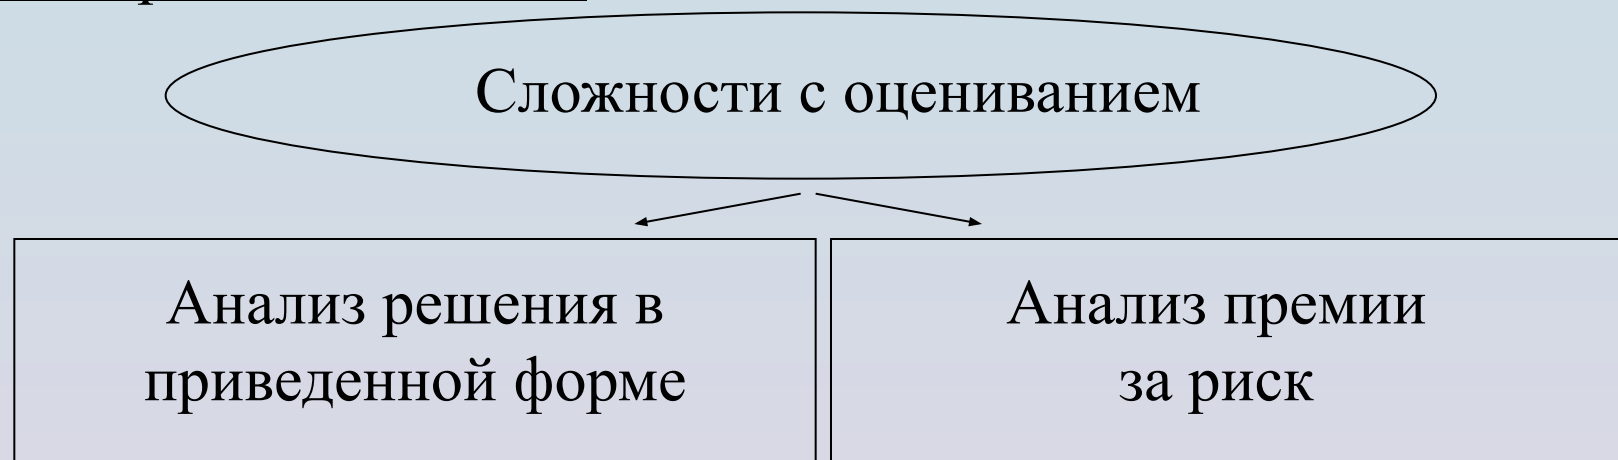 Сложности с оцениванием
Анализ решения в
приведенной форме
Анализ премии
за риск